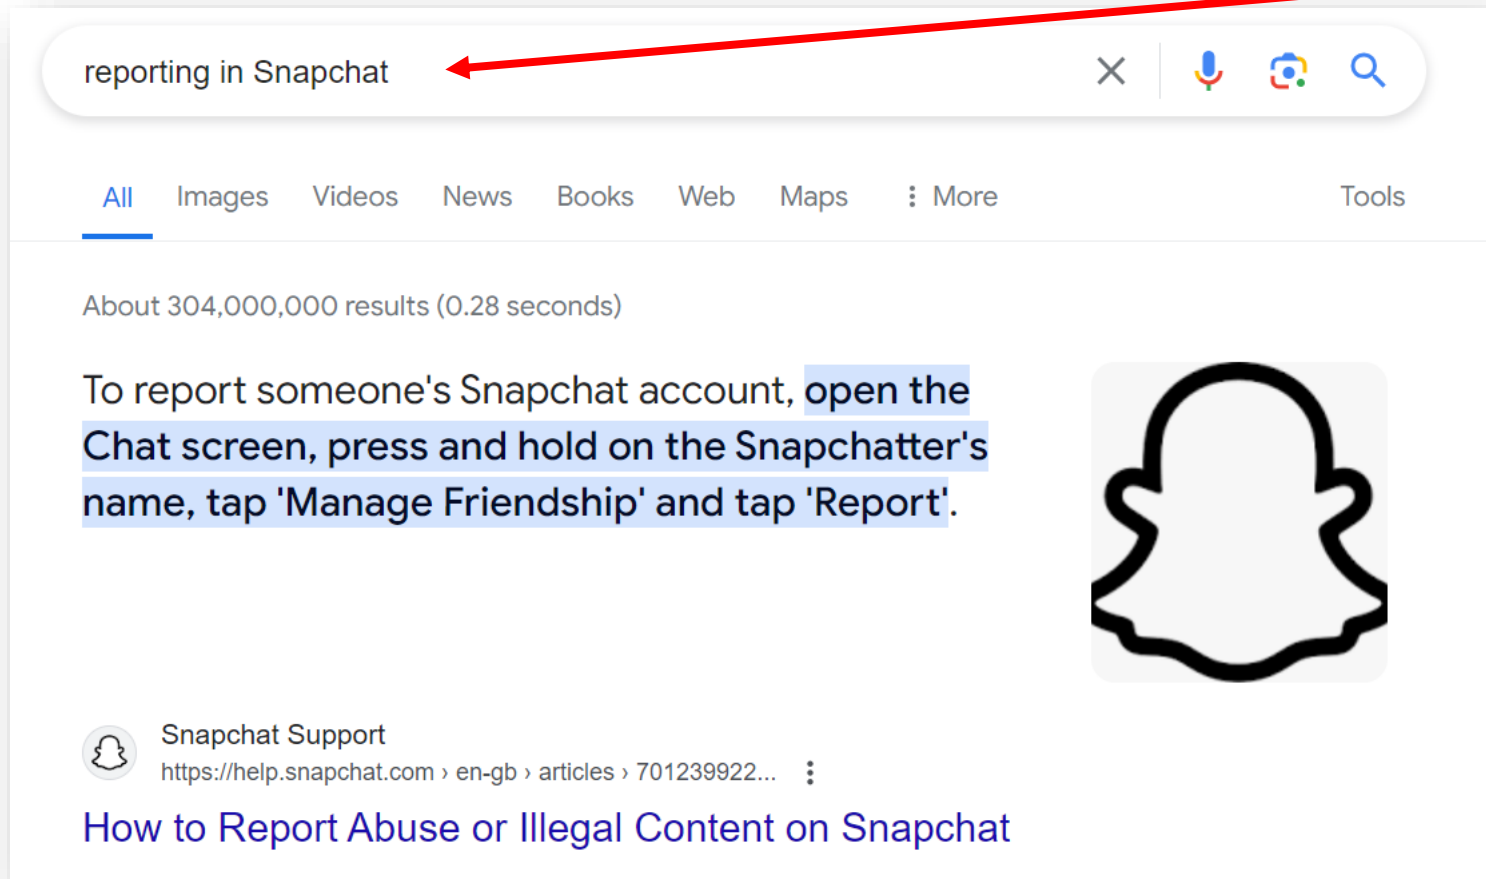 reporting in Snapchat
All Images Videos News Books Web Maps More Tools
About 304,000,000 results (0.28 seconds)
To report someone's Snapchat account, open the
Chat screen, press and hold on the Snapchatter's
name, tap 'Manage Friendship' and tap 'Report'.
Snapchat Support
https://help.snapchat.com › en-gb › articles › 701239922...
How to Report Abuse or Illegal Content on Snapchat